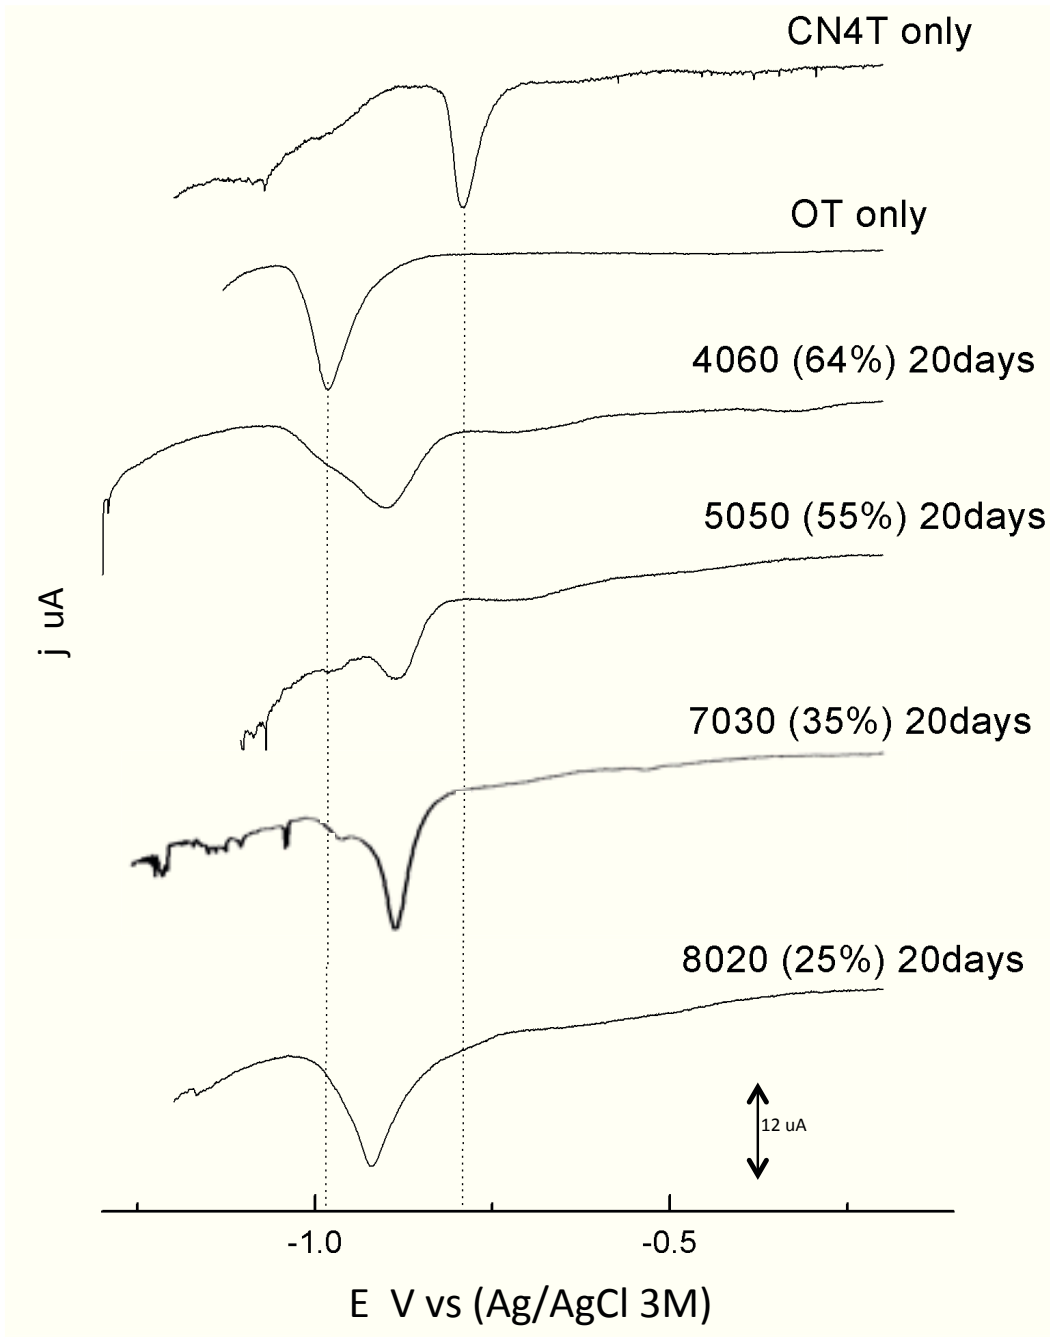 CN4T only
OT only
4060 (64%) 20days
5050 (55%) 20days
j uA
7030 (35%) 20days
8020 (25%) 20days
12 uA
-1.0
-0.5
E V vs (Ag/AgCl 3M)